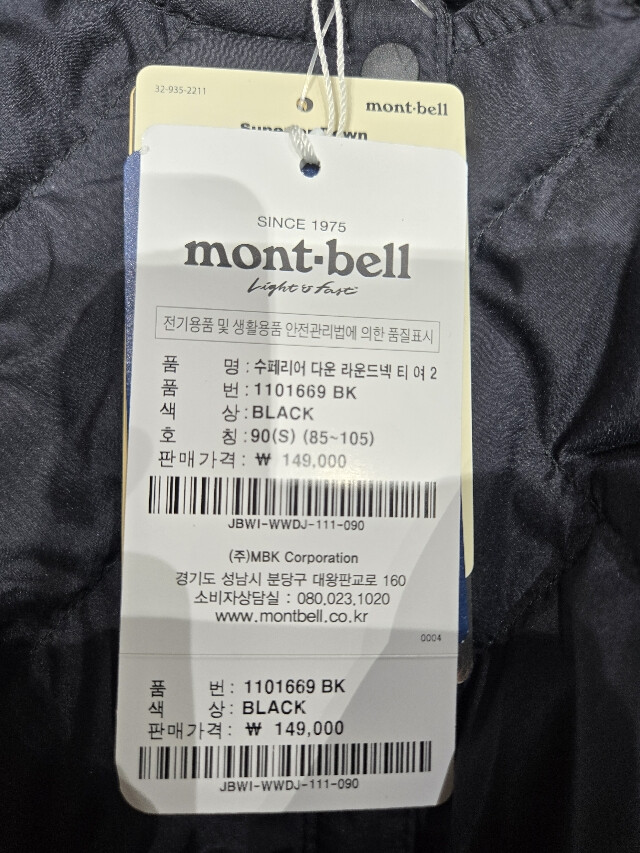 32-935-2211
mont·bell
SINCE 1975
mont·bell
Light & Fast
전기용품 및 생활용품 안전관리법에 의한 품질표시
품 명 : 수페리어 다운 라운드넥 티 여 2
품 번 : 1101669 BK
색 상 : BLACK
호 칭 : 90(S) (85~105)
판매가격 : ₩ 149,000
JBWI-WWDJ-111-090
(주)MBK Corporation
경기도 성남시 분당구 대왕판교로 160
소비자상담실 : 080.023.1020
www.montbell.co.kr
0004
품 번 : 1101669 BK
색 상 : BLACK
판매가격 : ₩ 149,000
JBWI-WWDJ-111-090